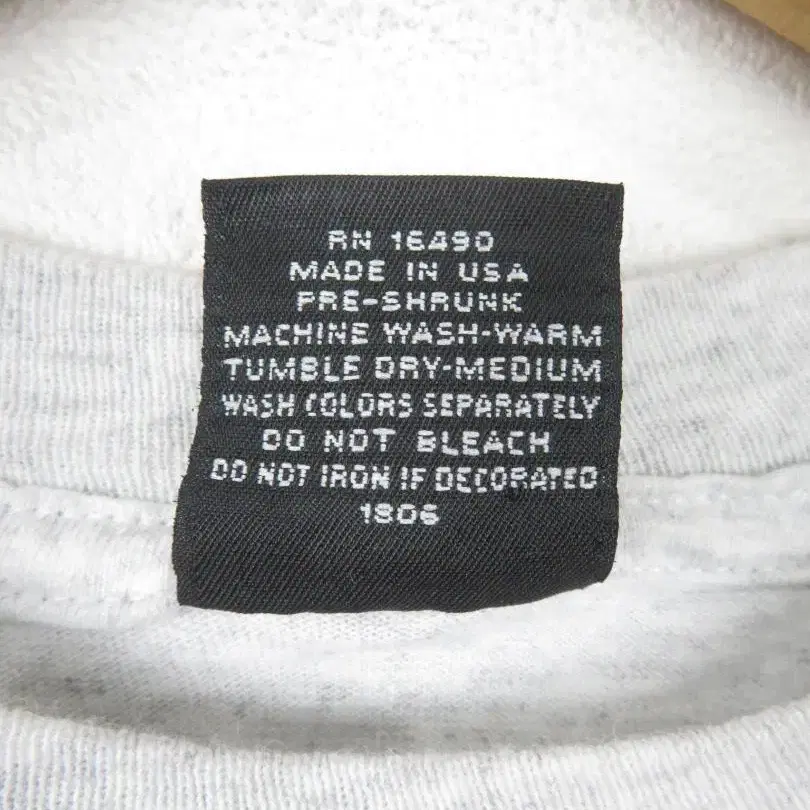 RN 16490
MADE IN USA
PRE-SHRUNK
MACHINE WASH-WARM
TUMBLE DRY-MEDIUM
WASH COLORS SEPARATELY
DO NOT BLEACH
DO NOT IRON IF DECORATED
1806